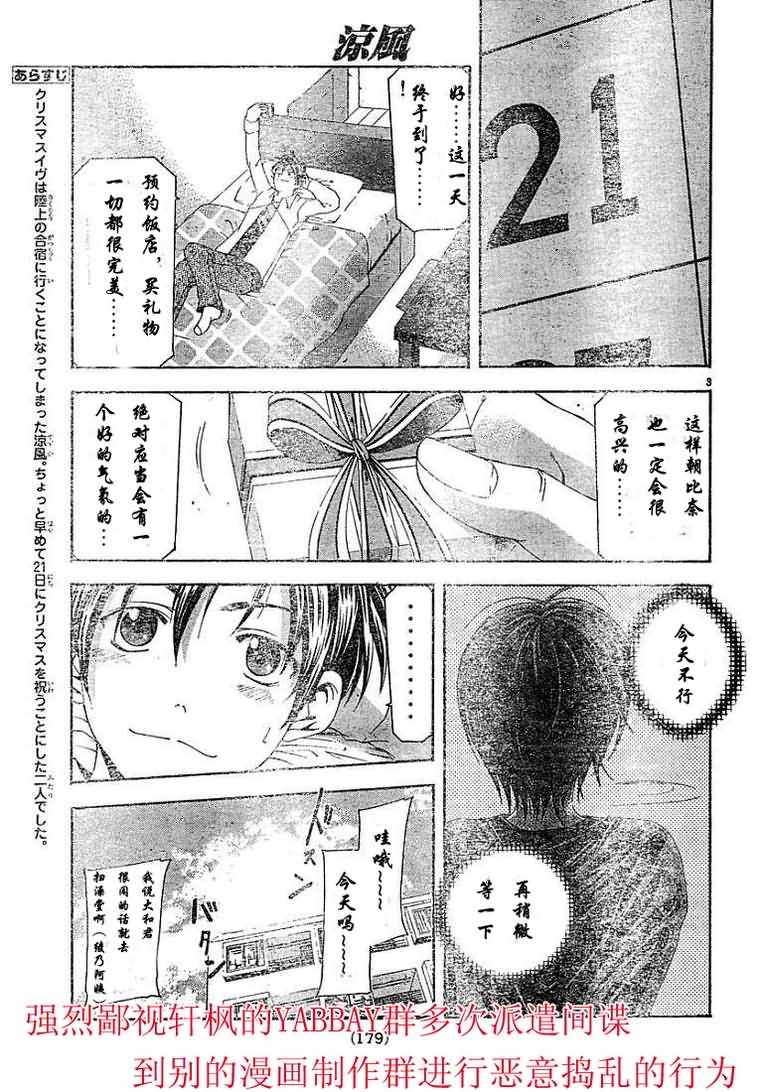 涼風
21
好……这一天
终于到了……
！
预约饭店，买礼物
一切都很完美……
3
这样朝比奈
也一定会很
高兴的……
绝对应当会有一
个好的气氛的…
今天不行
…………
再稍微
等一下
哇哦~~~~
今天吗~~~~
我说大和君
很闲的话就去
扫澡堂啊（绫乃阿姨）
バタン
バタン
あらすじ
クリスマスイヴは陸上の合宿に行くことになってしまった涼風。ちょっと早めて21日にクリスマスを祝うことにした二人でした。
(179)
强烈鄙视轩枫的YABBAY群多次派遣间谍
到别的漫画制作群进行恶意捣乱的行为